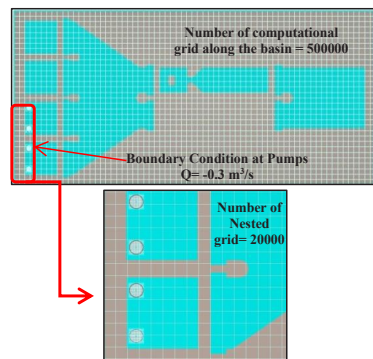 Number of computational
grid along the basin = 500000
Boundary Condition at Pumps
Q= -0.3 m³/s
Number of
Nested
grid= 20000